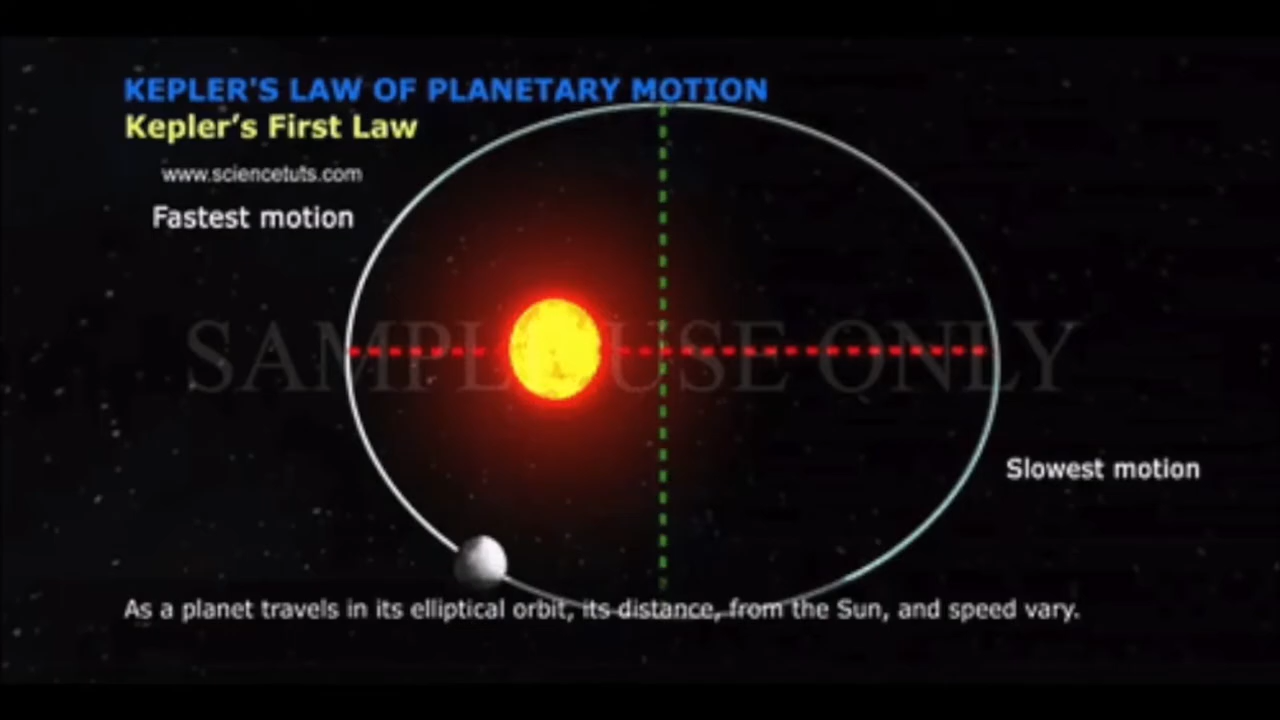 KEPLER'S LAW OF PLANETARY MOTION
Kepler's First Law
www.sciencetuts.com
Fastest motion
SAMPLE USE ONLY
Slowest motion
As a planet travels in its elliptical orbit, its distance, from the Sun, and speed vary.